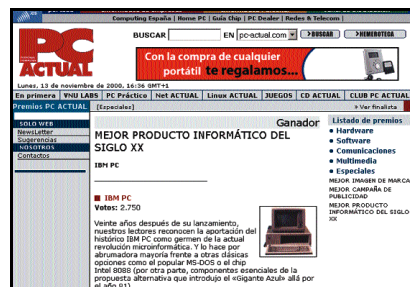 Computing España | Home PC | Guía Chip | PC Dealer | Redes & Telecom |
PC ACTUAL
BUSCAR EN pc-actual.com >BUSCAR >HEMEROTECA
Con la compra de cualquier
portátil te regalamos...
Lunes, 13 de noviembre de 2000, 16:36 GMT+1
En primera VNU LABS PC Práctico Net ACTUAL Linux ACTUAL JUEGOS CD ACTUAL CLUB PC ACTUAL
Premios PC ACTUAL [Especiales] > Ver finalista
SOLO WEB
NewsLetter
Sugerencias
NOSOTROS
Contactos
Ganador
MEJOR PRODUCTO INFORMÁTICO DEL
SIGLO XX
IBM PC
IBM PC
Votos: 2.750
Veinte años después de su lanzamiento,
nuestros lectores reconocen la aportación del
histórico IBM PC como germen de la actual
revolución microinformática. Y lo hace por
abrumadora mayoría frente a otras clásicas
opciones como el popular MS-DOS o el chip
Intel 8088 (por otra parte, componentes esenciales de la
propuesta alternativa que introdujo el «Gigante Azul» allá por
el año 81)
Listado de premios
• Hardware
• Software
• Comunicaciones
• Multimedia
• Especiales
MEJOR IMAGEN DE MARCA
MEJOR CAMPAÑA DE
PUBLICIDAD
MEJOR PRODUCTO
INFORMÁTICO DEL SIGLO
XX